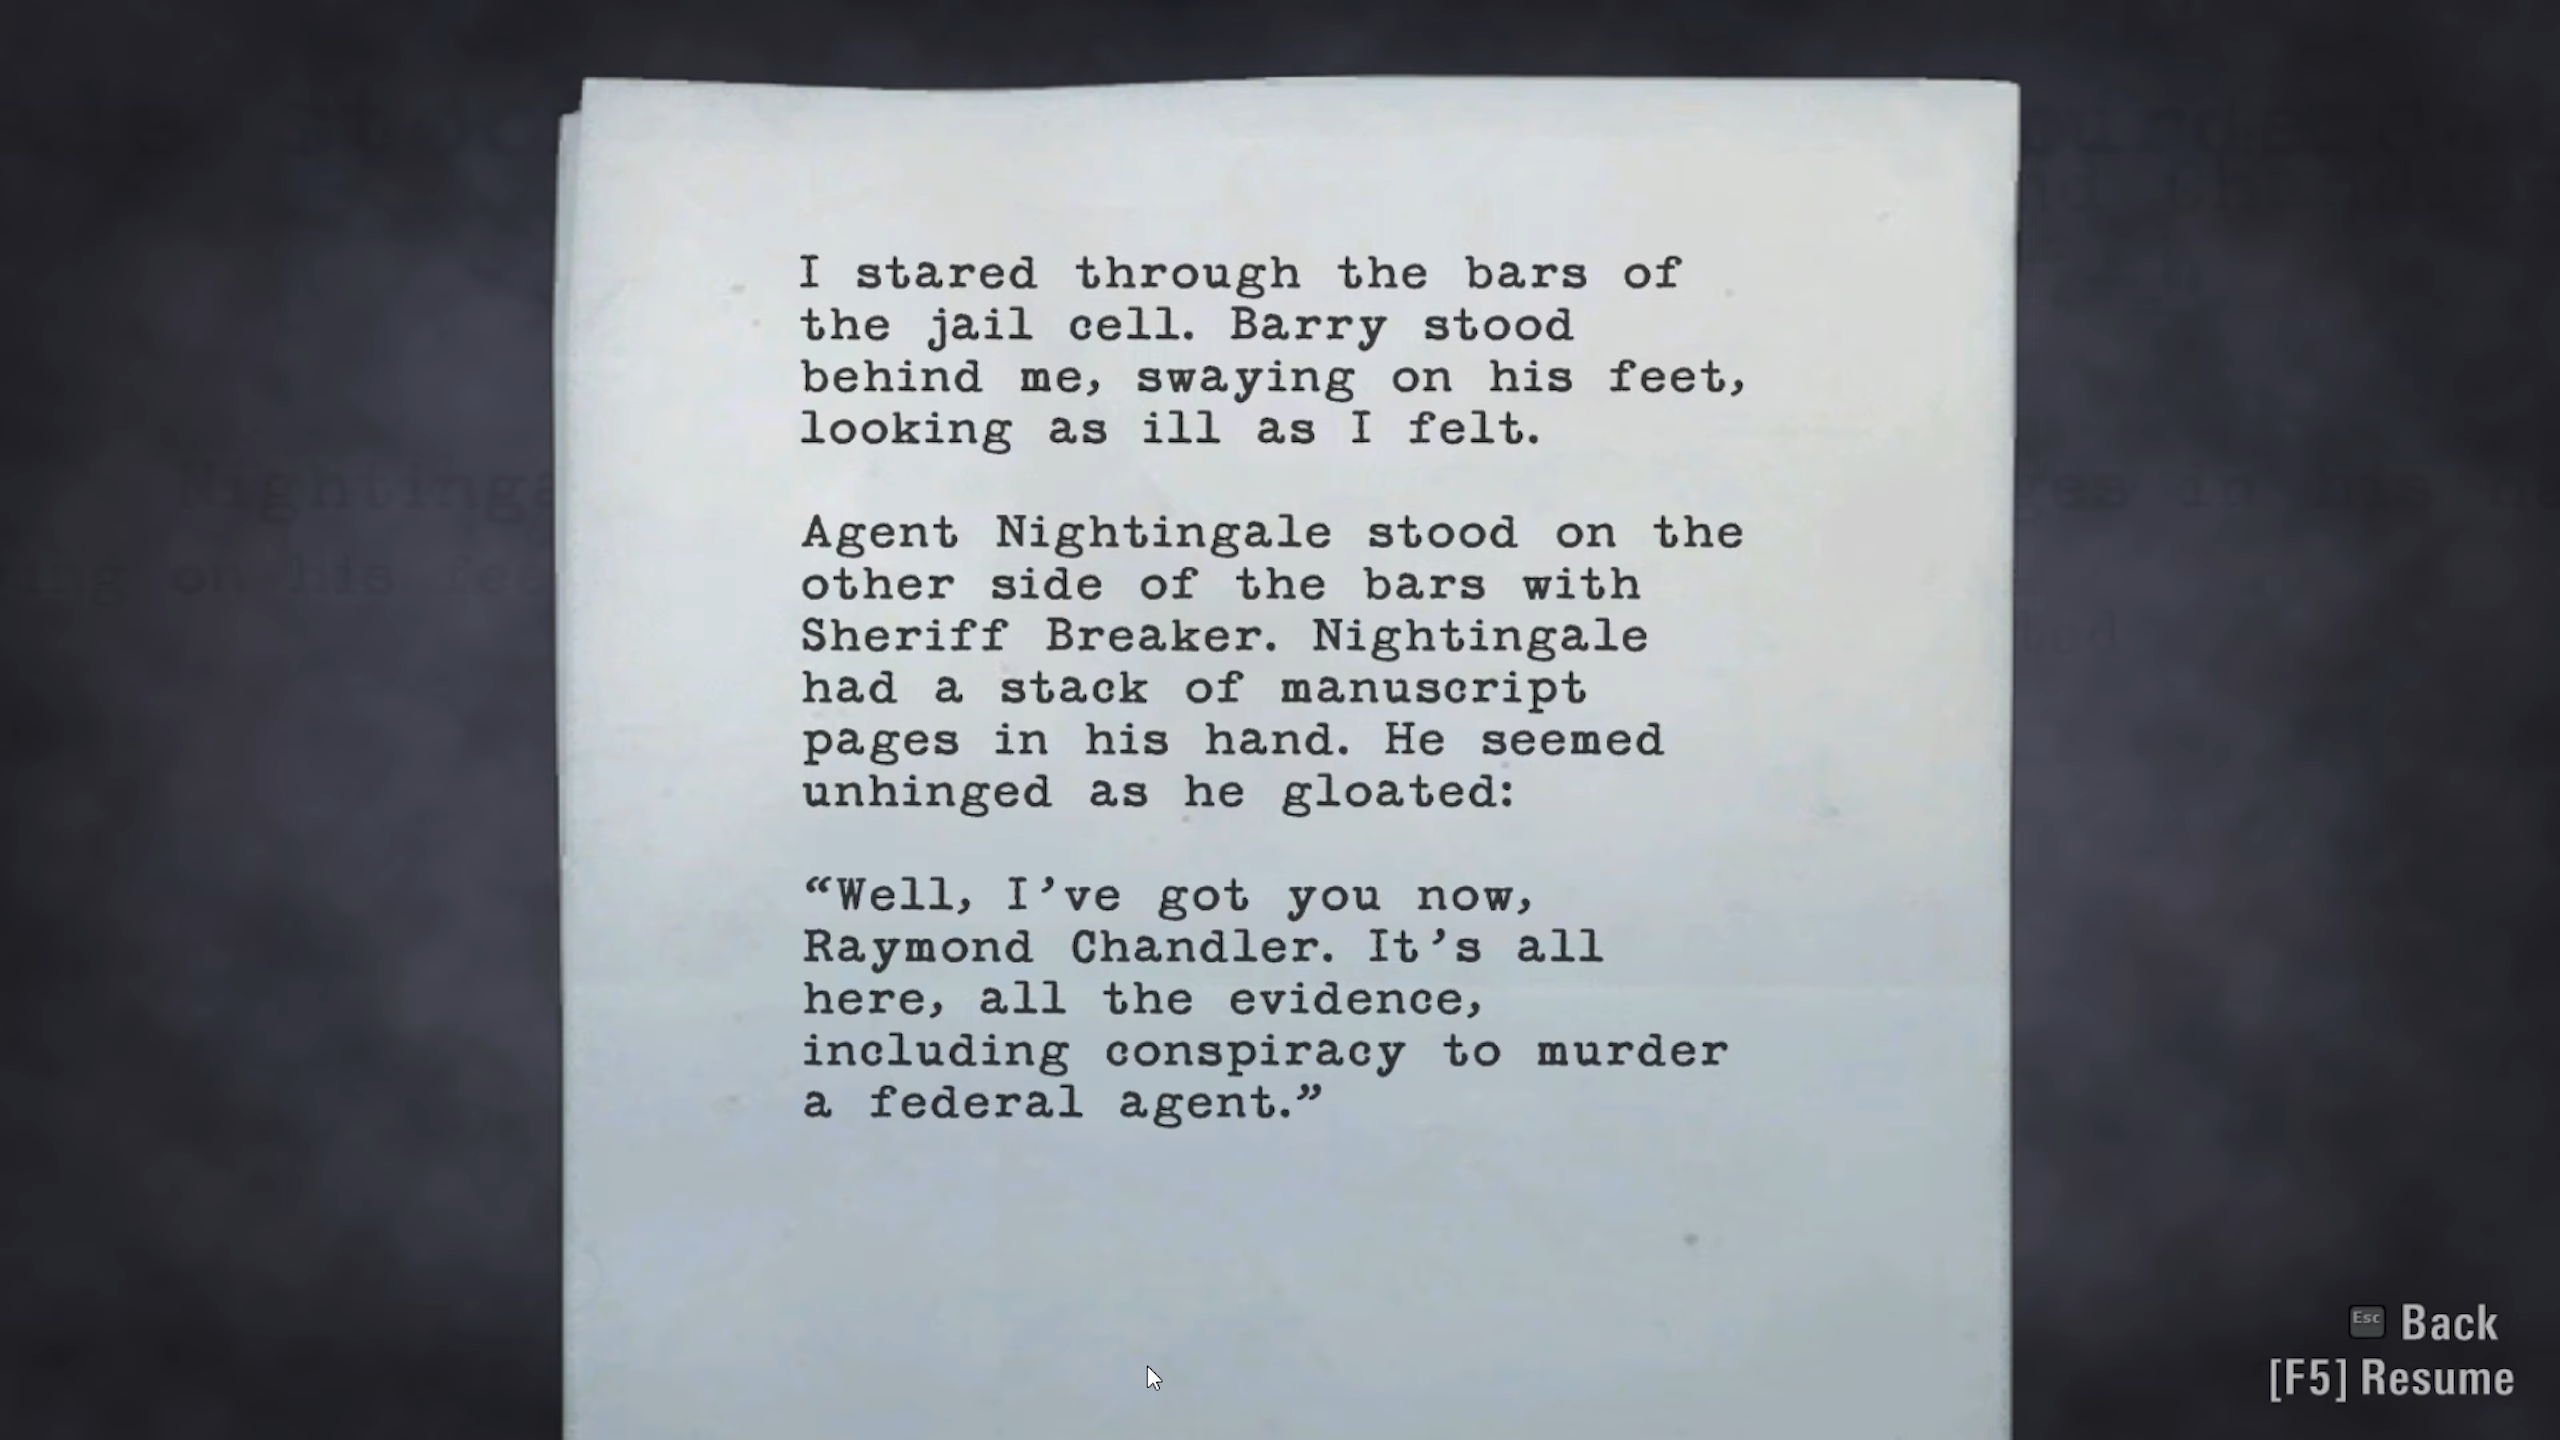 I stared through the bars of
the jail cell. Barry stood
behind me, swaying on his feet,
looking as ill as I felt.
Agent Nightingale stood on the
other side of the bars with
Sheriff Breaker. Nightingale
had a stack of manuscript
pages in his hand. He seemed
unhinged as he gloated:
“Well, I’ve got you now,
Raymond Chandler. It’s all
here, all the evidence,
including conspiracy to murder
a federal agent.”
Esc Back
[F5] Resume